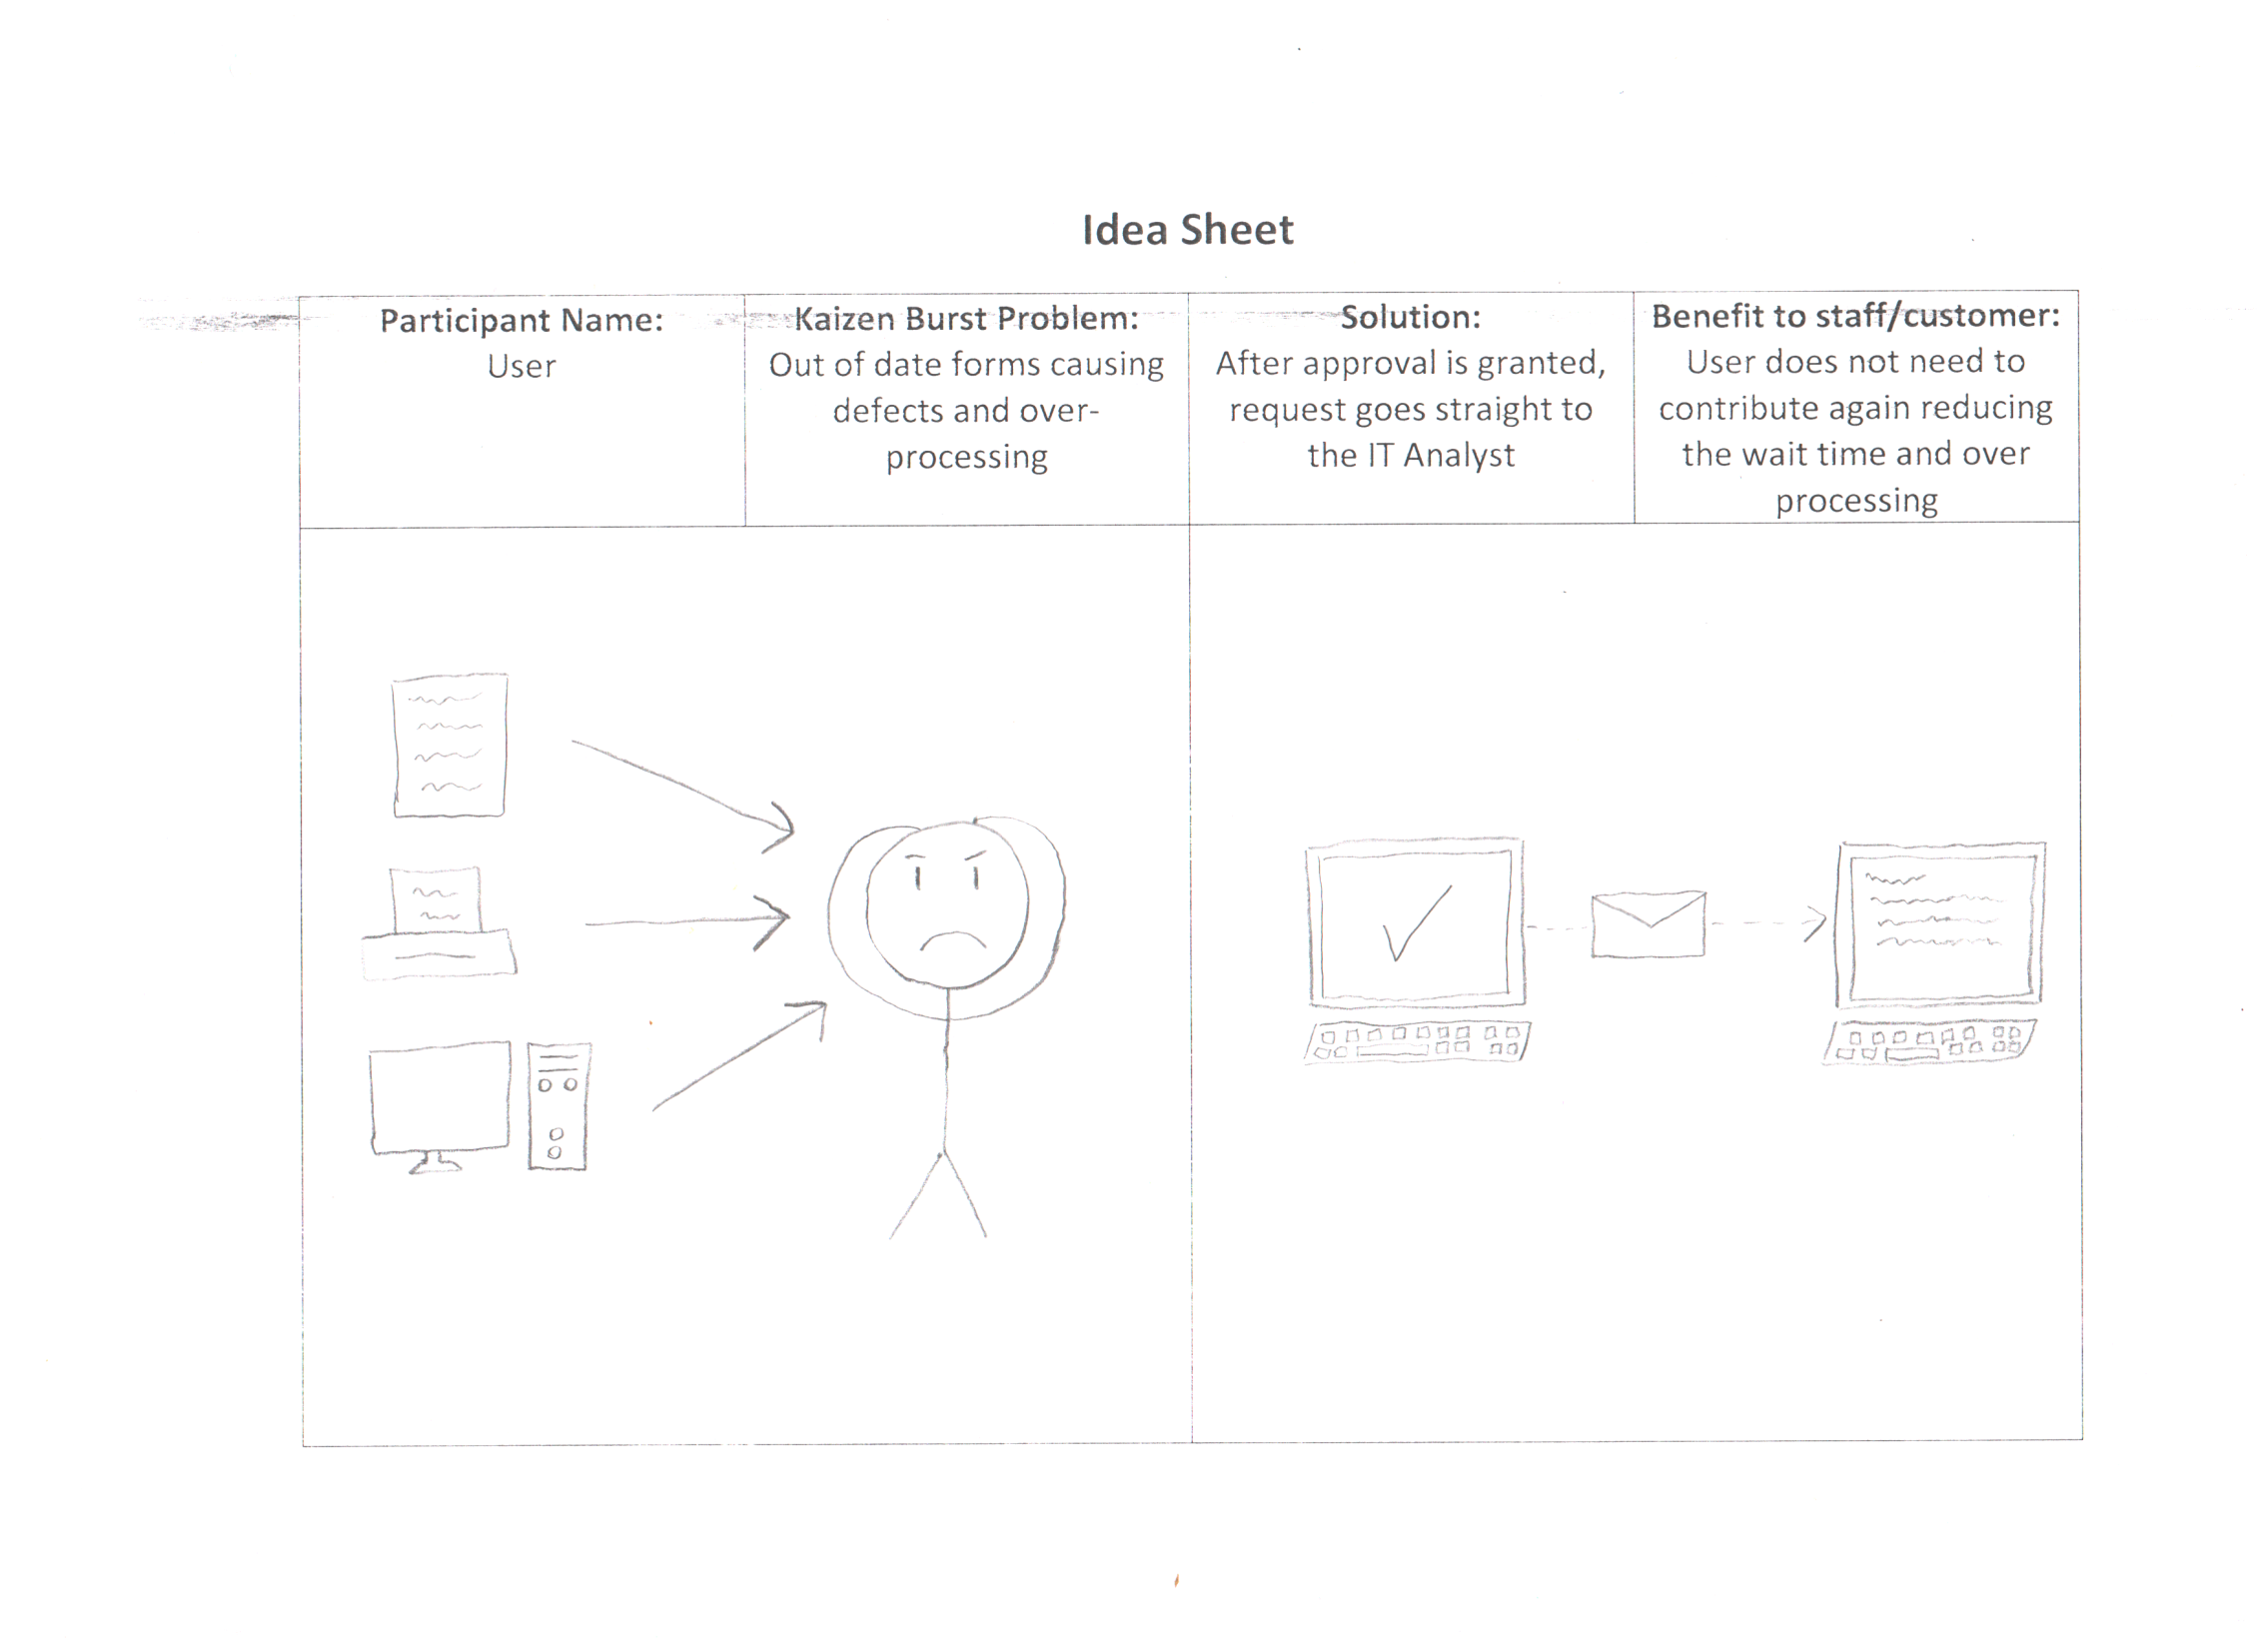 Idea Sheet
Participant Name:
User
Kaizen Burst Problem:
Out of date forms causing
defects and over-
processing
Solution:
After approval is granted,
request goes straight to
the IT Analyst
Benefit to staff/customer:
User does not need to
contribute again reducing
the wait time and over
processing